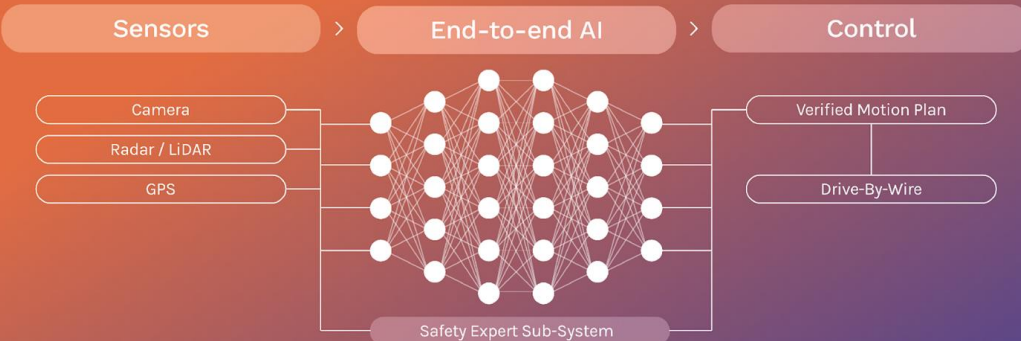 Sensors > End-to-end AI > Control
Camera
Radar / LiDAR
GPS
Verified Motion Plan
Drive-By-Wire
Safety Expert Sub-System